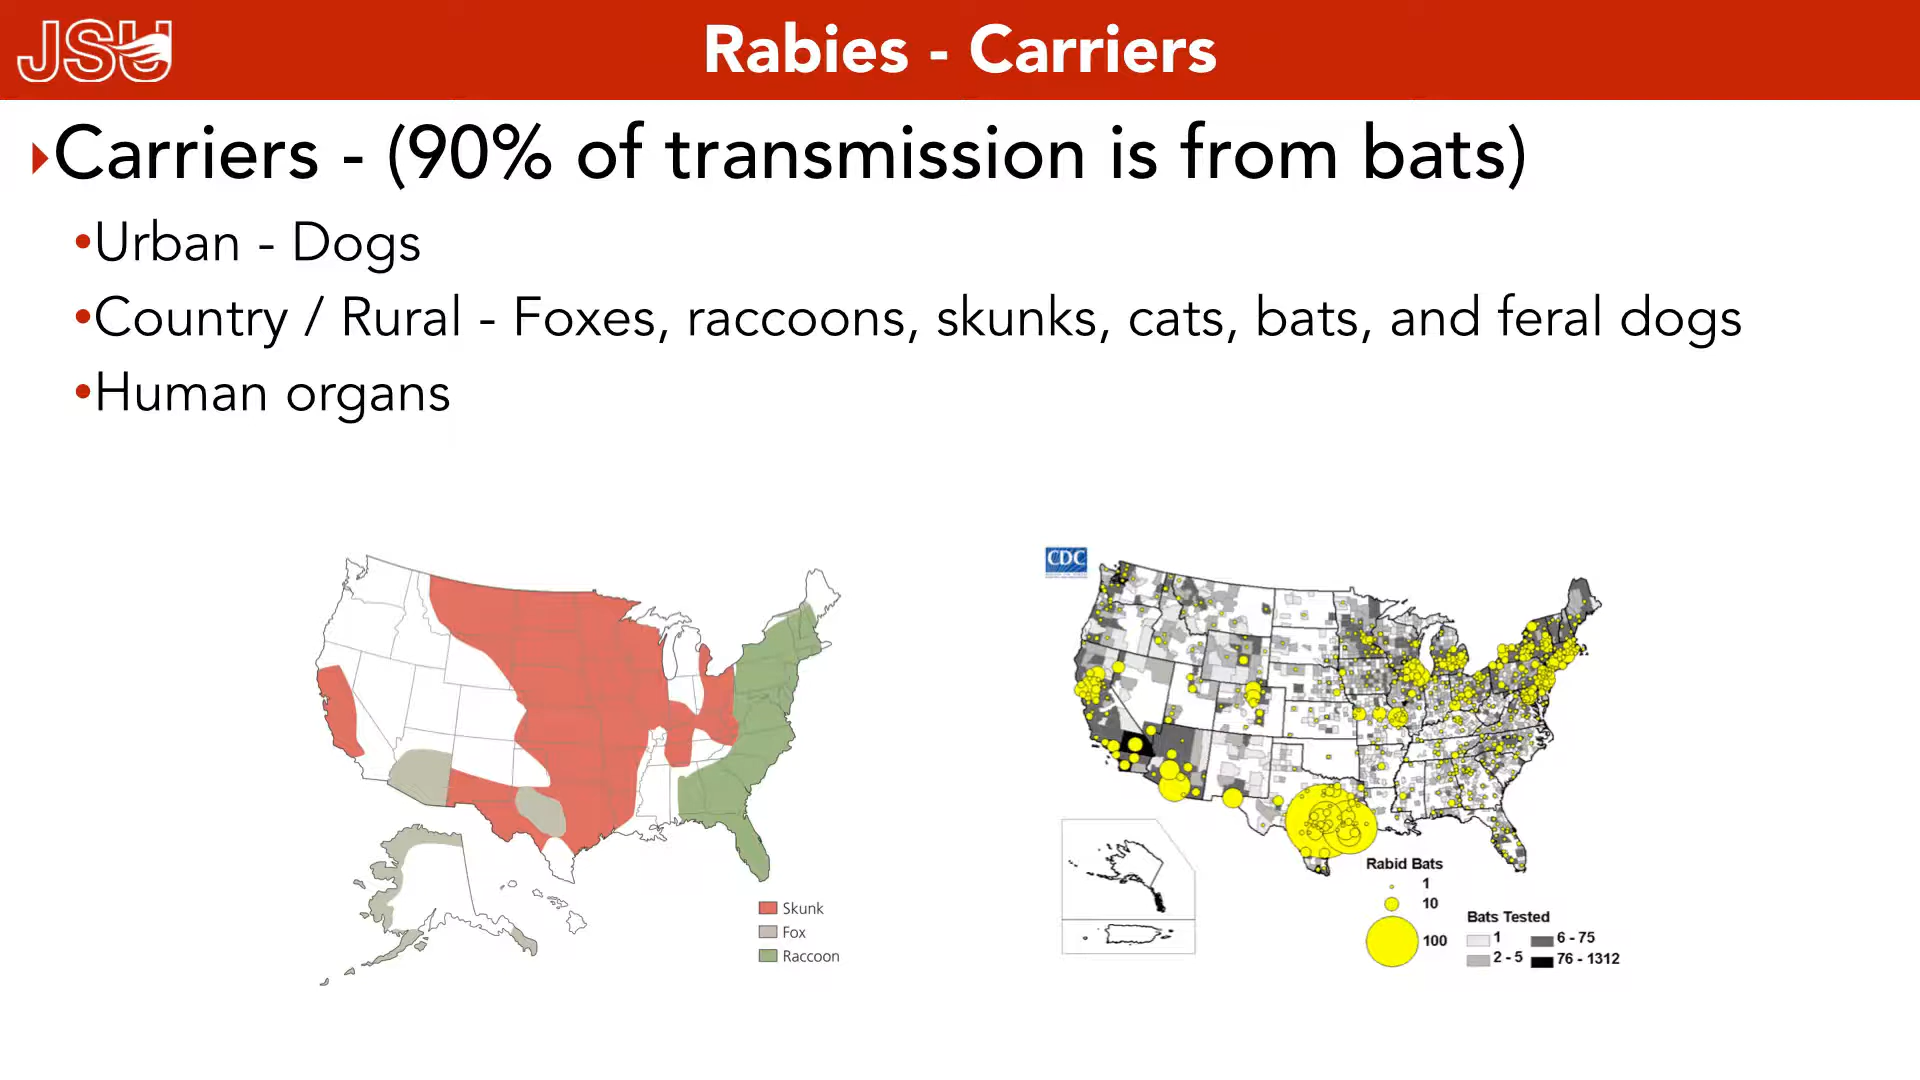 JSU
Rabies - Carriers
Carriers - (90% of transmission is from bats)
•Urban - Dogs
•Country / Rural - Foxes, raccoons, skunks, cats, bats, and feral dogs
•Human organs
Skunk
Fox
Raccoon
CDC
Rabid Bats
1
10
100
Bats Tested
1
2 - 5
6 - 75
76 - 1312